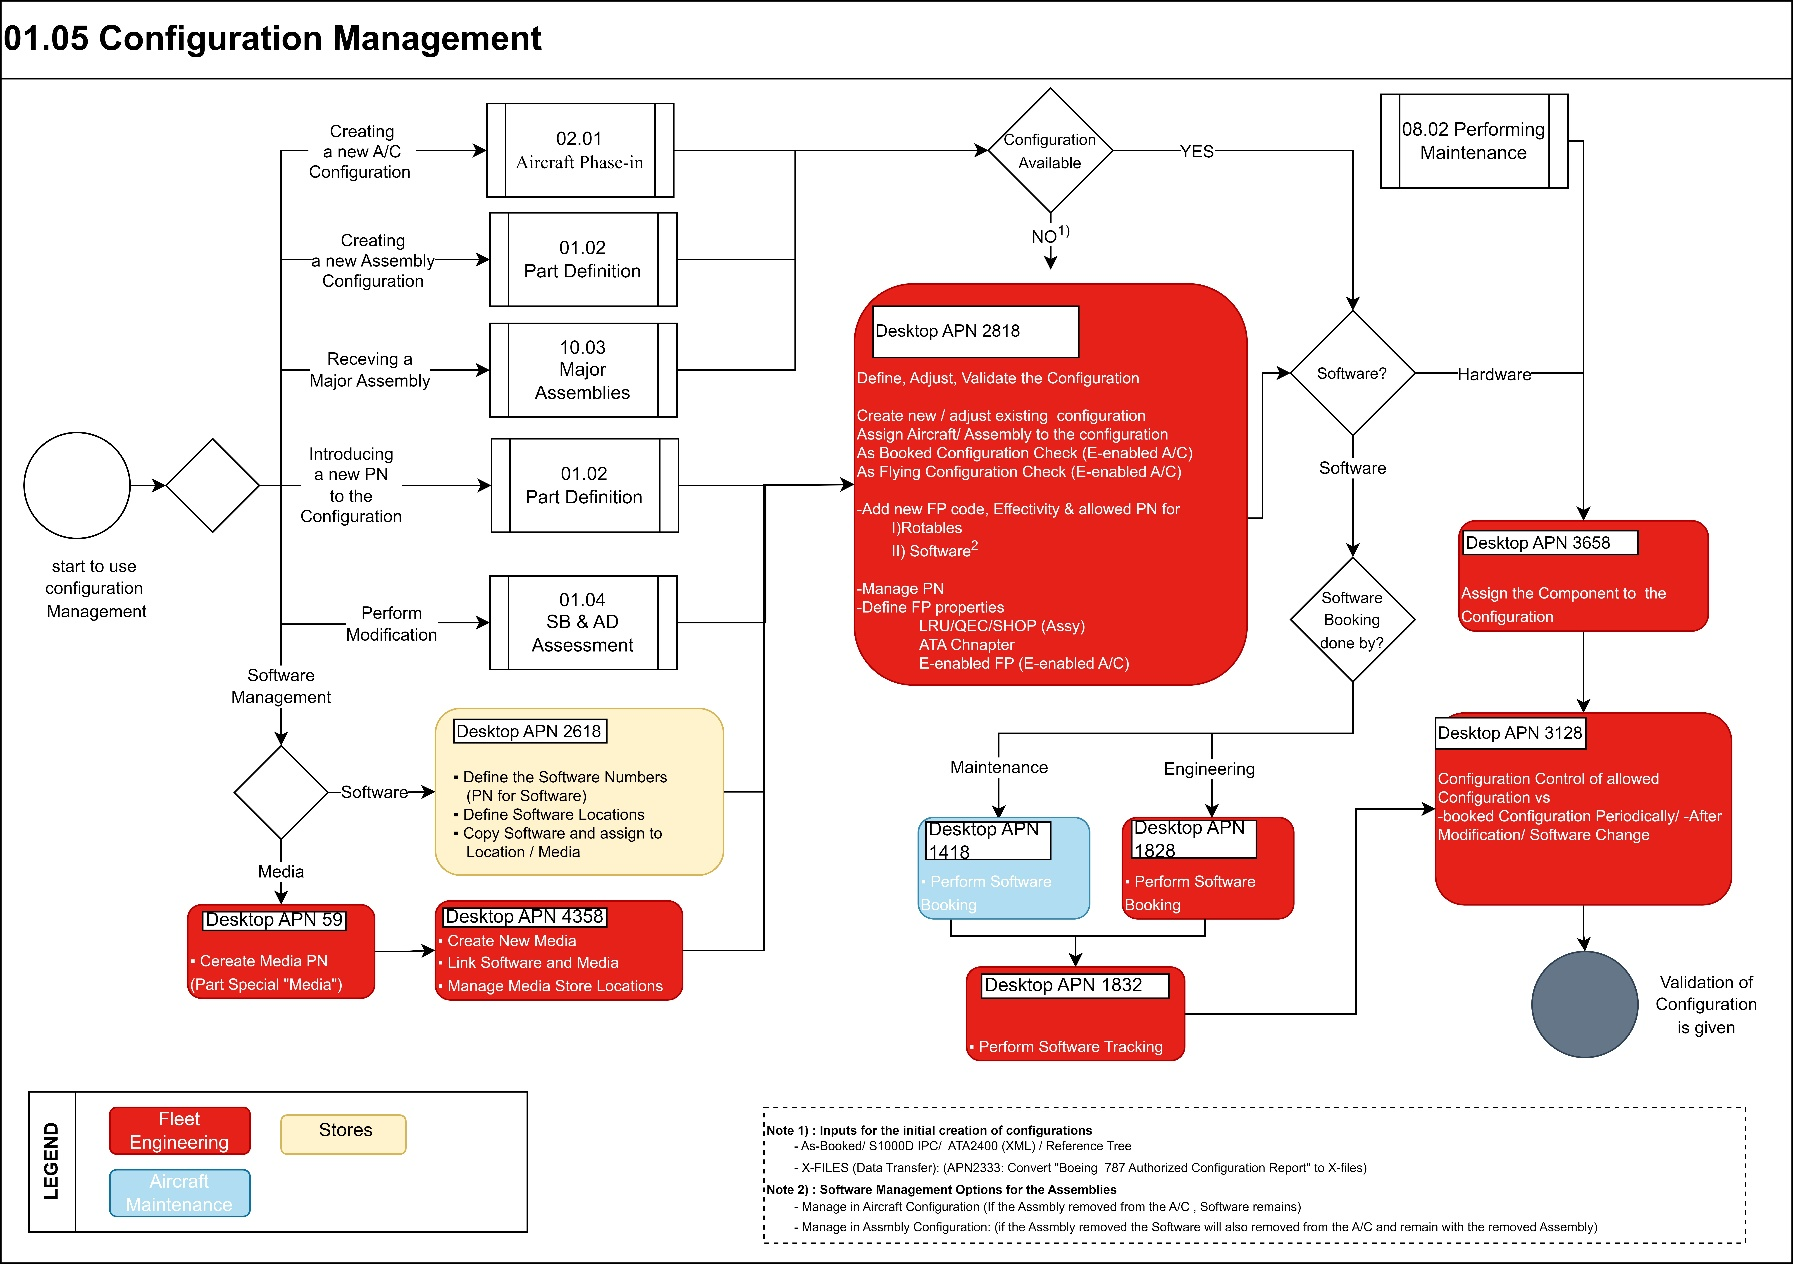 01.05 Configuration Management
Creating
a new A/C
Configuration
02.01
Aircraft Phase-in
Configuration
Available
YES
NO1)
08.02 Performing
Maintenance
Creating
a new Assembly
Configuration
01.02
Part Definition
Receving a
Major Assembly
10.03
Major
Assemblies
Introducing
a new PN
to the
Configuration
01.02
Part Definition
start to use
configuration
Management
Perform
Modification
01.04
SB & AD
Assessment
Software
Management
Desktop APN 2818
Define, Adjust, Validate the Configuration
Create new / adjust existing  configuration
Assign Aircraft/ Assembly to the configuration
As Booked Configuration Check (E-enabled A/C)
As Flying Configuration Check (E-enabled A/C)
-Add new FP code, Effectivity & allowed PN for
I)Rotables
II) Software2
-Manage PN
-Define FP properties
LRU/QEC/SHOP (Assy)
ATA Chnapter
E-enabled FP (E-enabled A/C)
Software?
Hardware
Software
Software
Booking
done by?
Desktop APN 3658
Assign the Component to  the
Configuration
Software
Desktop APN 2618
▪ Define the Software Numbers
(PN for Software)
▪ Define Software Locations
▪ Copy Software and assign to
Location / Media
Media
Desktop APN 59
▪ Cereate Media PN
(Part Special "Media")
Desktop APN 4358
▪ Create New Media
▪ Link Software and Media
▪ Manage Media Store Locations
Maintenance
Engineering
Desktop APN
1418
▪ Perform Software
Booking
Desktop APN
1828
▪ Perform Software
Booking
Desktop APN 1832
▪ Perform Software Tracking
Desktop APN 3128
Configuration Control of allowed
Configuration vs
-booked Configuration Periodically/ -After
Modification/ Software Change
Validation of
Configuration
is given
LEGEND
Fleet
Engineering
Stores
Aircraft
Maintenance
Note 1) : Inputs for the initial creation of configurations
- As-Booked/ S1000D IPC/  ATA2400 (XML) / Reference Tree
- X-FILES (Data Transfer): (APN2333: Convert "Boeing  787 Authorized Configuration Report" to X-files)
Note 2) : Software Management Options for the Assemblies
- Manage in Aircraft Configuration (If the Assmbly removed from the A/C , Software remains)
- Manage in Assmbly Configuration: (if the Assmbly removed the Software will also removed from the A/C and remain with the removed Assembly)